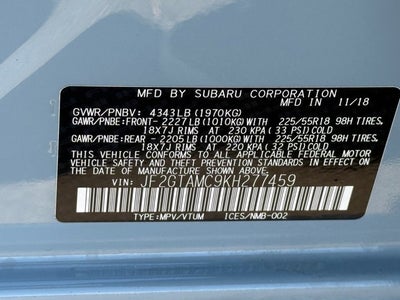 MFD. BY SUBARU CORPORATION
MFD.IN 11/18
GVWR/PNBV: 4343LB (1970KG)
GAWR/PNBE:FRONT- 2227LB (1010KG)WITH 225/55R18 98H TIRES
18X7J RIMS AT 230 KPA (33 PSI)COLD
GAWR/PNBE:REAR - 2205LB (1000KG)WITH 225/55R18 98H TIRES
18X7J RIMS AT 220 KPA (32 PSI)COLD
THIS VEHICLE CONFORMS TO ALL APPLICABLE FEDERAL MOTOR
VEHICLE SAFETY AND BUMPER STANDARDS IN EFFECT ON THE
DATE OF MANUFACTURE SHOWN ABOVE.
VIN: JF2GTAMC9KH277459
TYPE:MPV/VTUM ICES/NMB-002